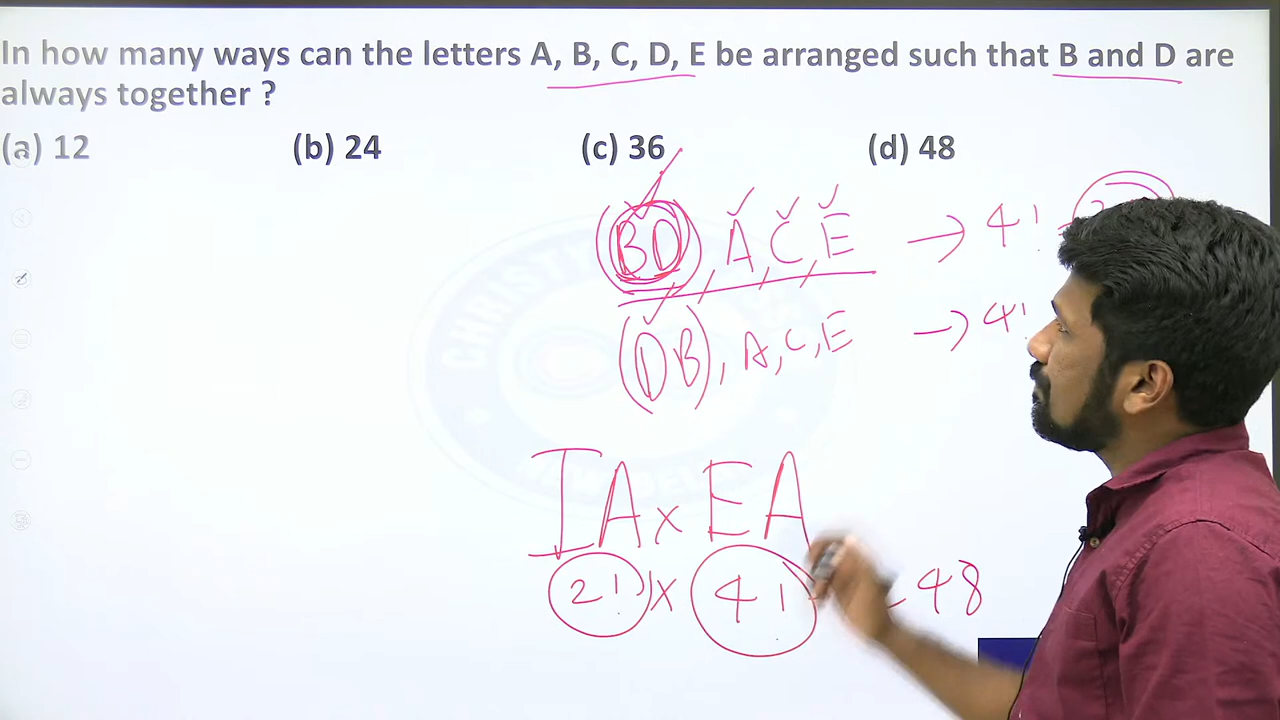 In how many ways can the letters A, B, C, D, E be arranged such that B and D are
always together ?
(a) 12 (b) 24 (c) 36 (d) 48
(BD), A, C, E → 4!
(DB), A, C, E → 4!
IA x EA
2! x 4! = 48